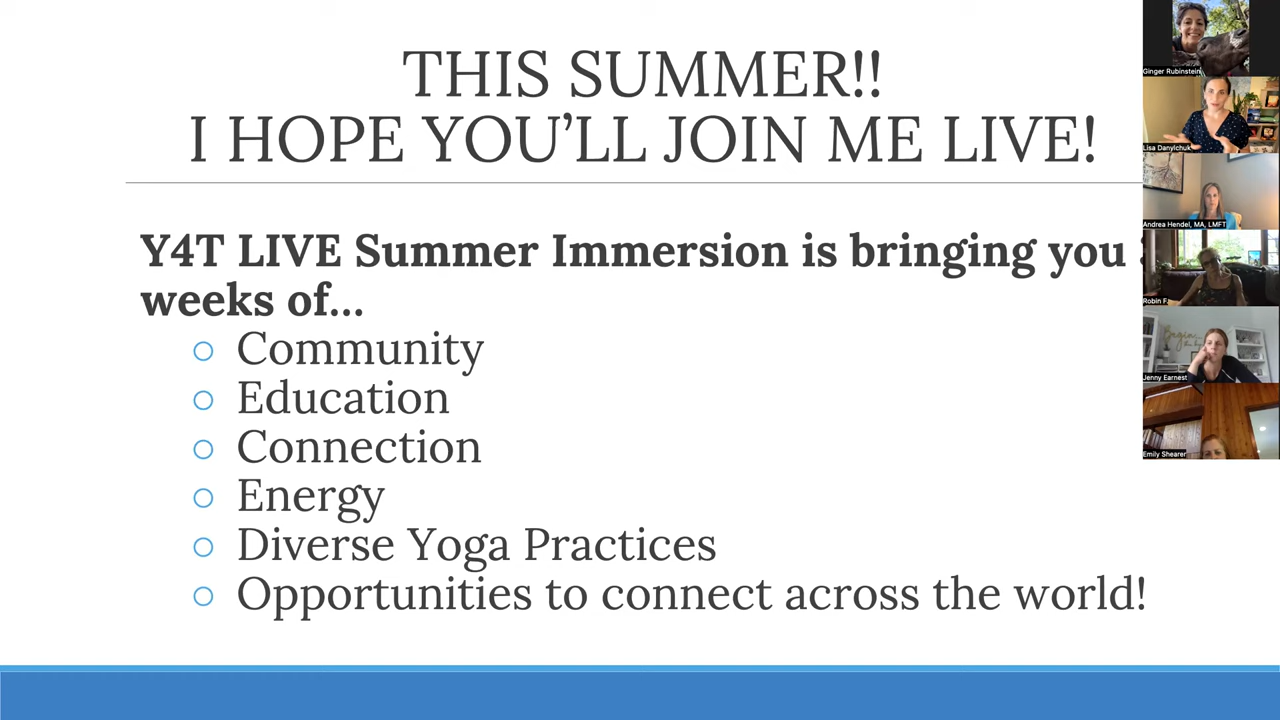 THIS SUMMER!!
I HOPE YOU’LL JOIN ME LIVE!
Y4T LIVE Summer Immersion is bringing you
weeks of...
Community
Education
Connection
Energy
Diverse Yoga Practices
Opportunities to connect across the world!
Ginger Rubinstein
Lisa Danylchuk
Andrea Hendel, MA, LMFT
Robin F.
Jenny Earnest
Emily Shearer